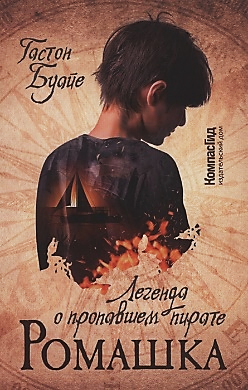 Гастон
Буайе
КомпасГид
издательский дом
Легенда
о пропавшем пирате
РОМАШКА